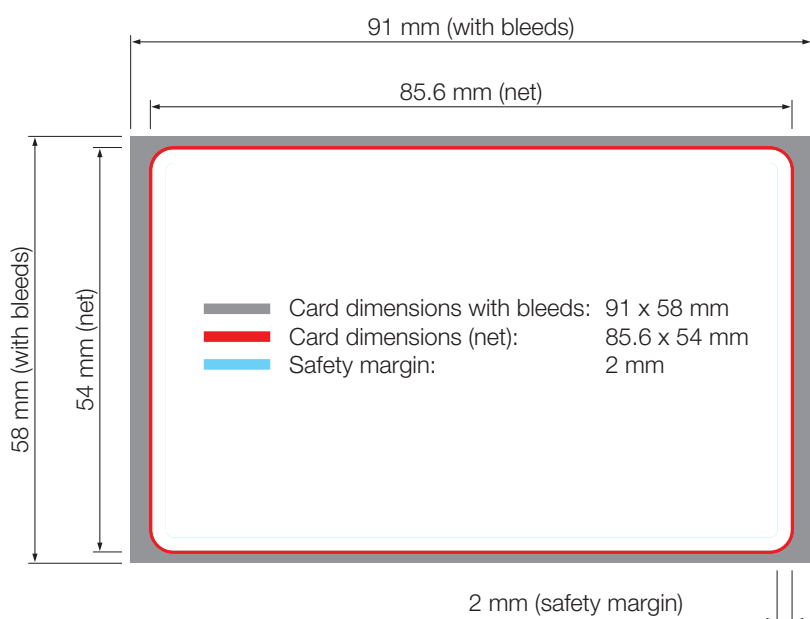 91 mm (with bleeds)
85.6 mm (net)
58 mm (with bleeds)
54 mm (net)
Card dimensions with bleeds: 91 x 58 mm
Card dimensions (net): 85.6 x 54 mm
Safety margin: 2 mm
2 mm (safety margin)